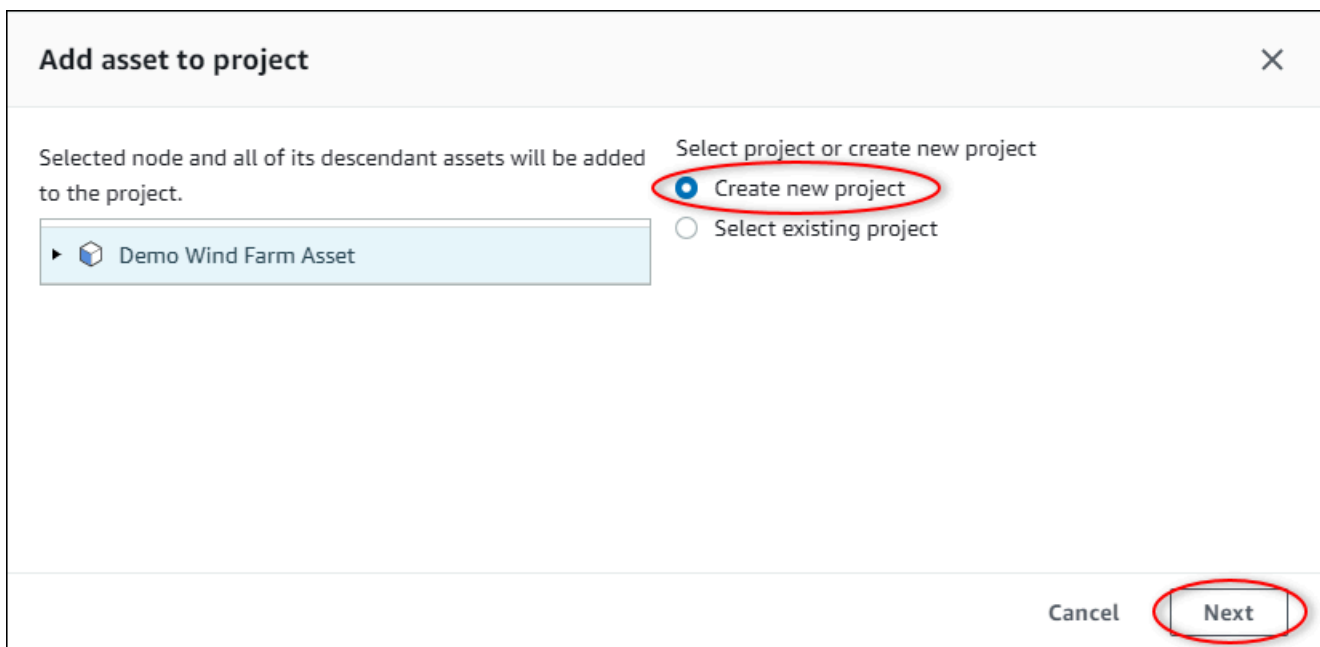 Add asset to project
Selected node and all of its descendant assets will be added
to the project.
Demo Wind Farm Asset
Select project or create new project
Create new project
Select existing project
Cancel
Next